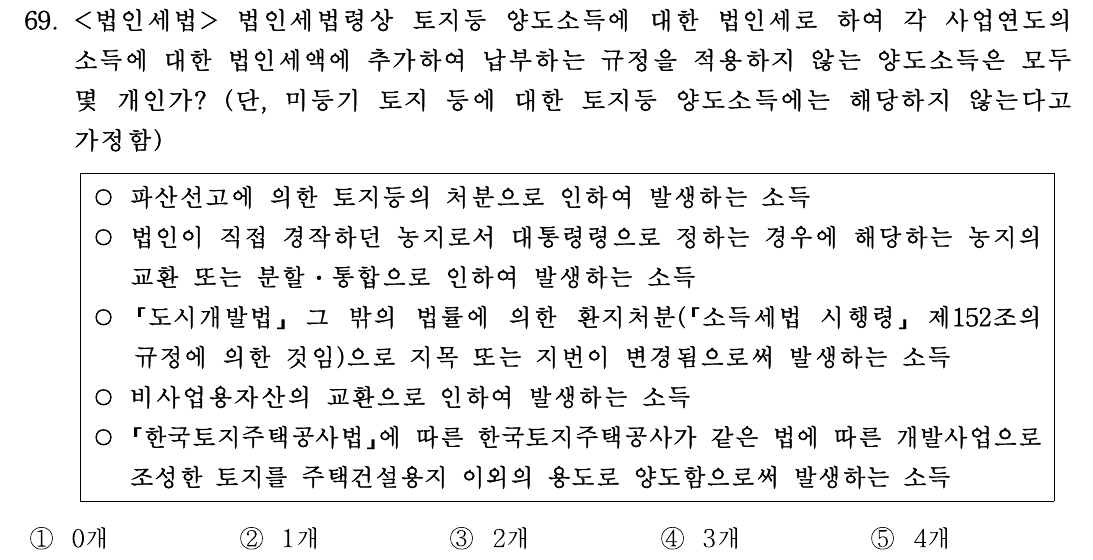 69. <법인세법> 법인세법령상 토지등 양도소득에 대한 법인세로 하여 각 사업연도의
소득에 대한 법인세액에 추가하여 납부하는 규정을 적용하지 않는 양도소득은 모두
몇 개인가? (단, 미등기 토지 등에 대한 토지등 양도소득에는 해당하지 않는다고
가정함)
○ 파산선고에 의한 토지등의 처분으로 인하여 발생하는 소득
○ 법인이 직접 경작하던 농지로서 대통령령으로 정하는 경우에 해당하는 농지의
교환 또는 분할·통합으로 인하여 발생하는 소득
○ 『도시개발법』 그 밖의 법률에 의한 환지처분(『소득세법 시행령』 제152조의
규정에 의한 것임)으로 지목 또는 지번이 변경됨으로써 발생하는 소득
○ 비사업용자산의 교환으로 인하여 발생하는 소득
○ 『한국토지주택공사법』에 따른 한국토지주택공사가 같은 법에 따른 개발사업으로
조성한 토지를 주택건설용지 이외의 용도로 양도함으로써 발생하는 소득
① 0개 ② 1개 ③ 2개 ④ 3개 ⑤ 4개